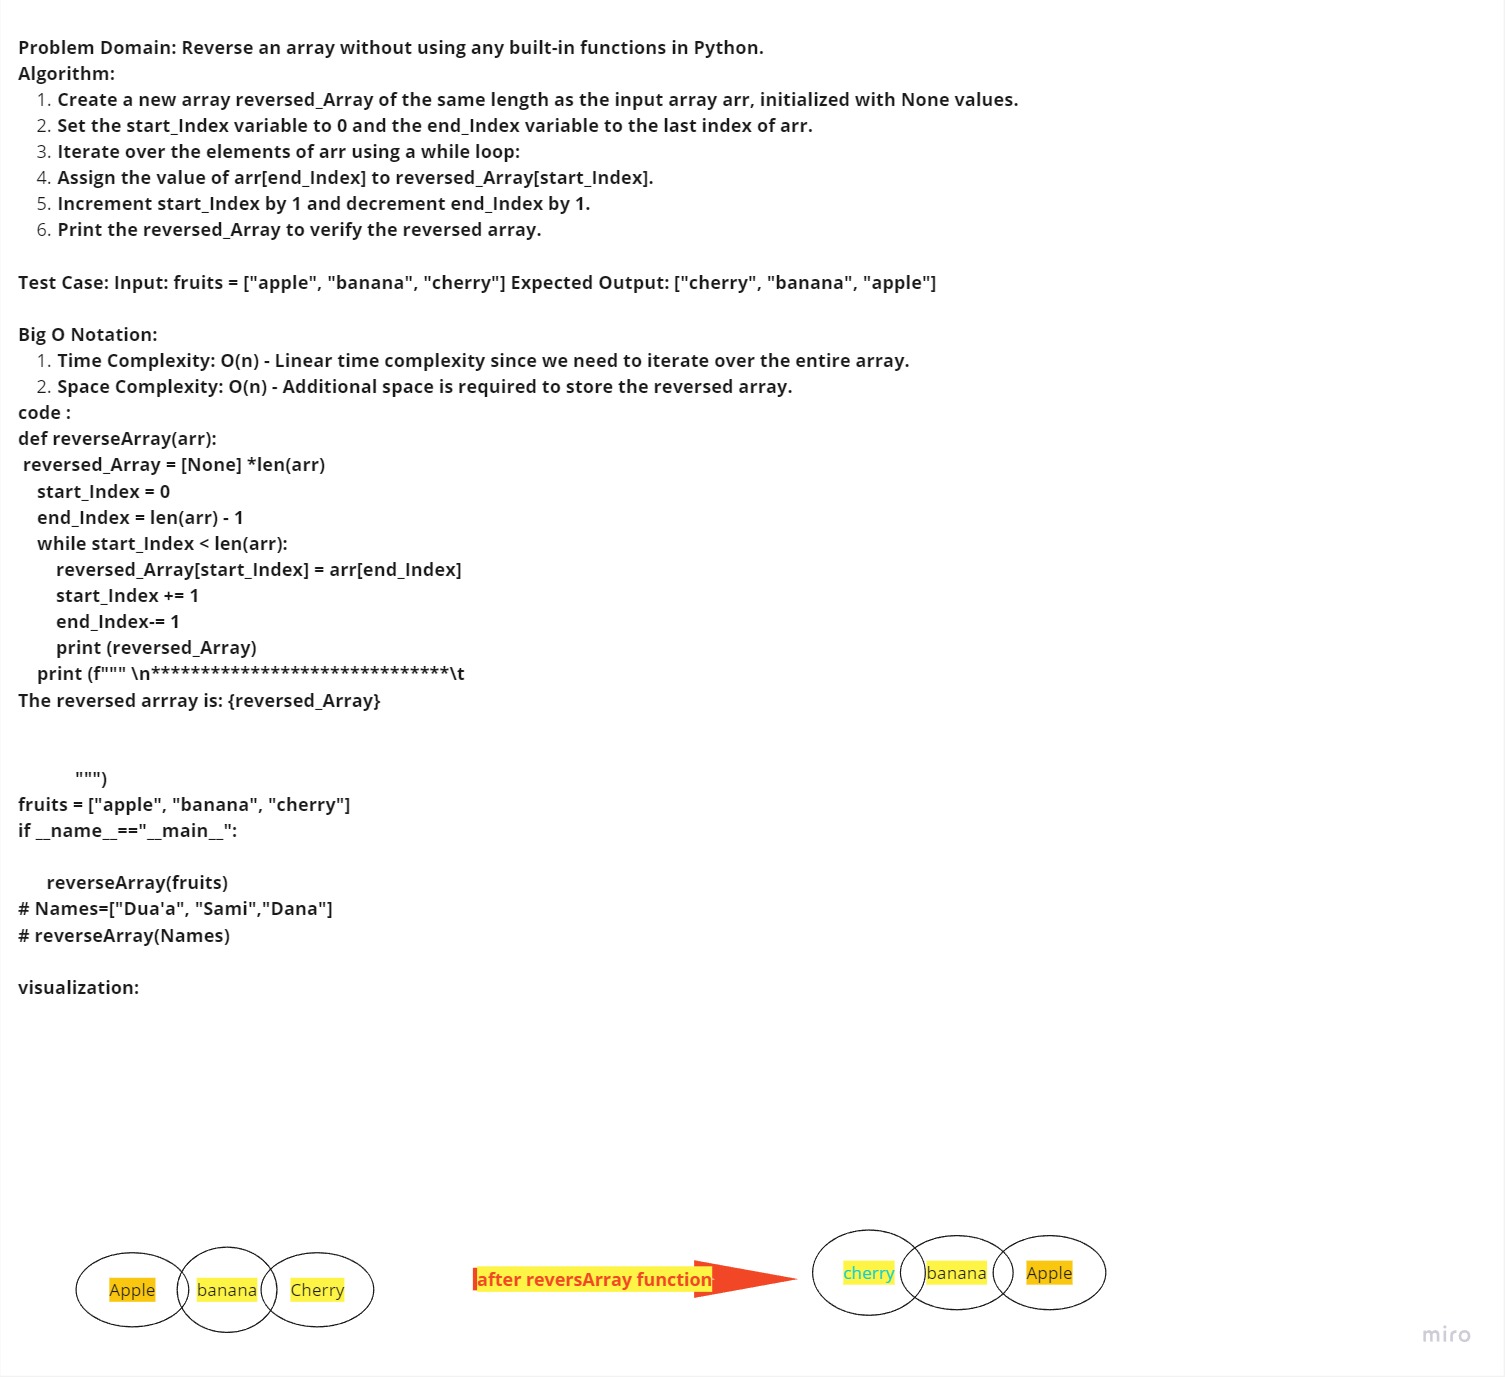 Problem Domain: Reverse an array without using any built-in functions in Python.
Algorithm:
1. Create a new array reversed_Array of the same length as the input array arr, initialized with None values.
2. Set the start_Index variable to 0 and the end_Index variable to the last index of arr.
3. Iterate over the elements of arr using a while loop:
4. Assign the value of arr[end_Index] to reversed_Array[start_Index].
5. Increment start_Index by 1 and decrement end_Index by 1.
6. Print the reversed_Array to verify the reversed array.
Test Case: Input: fruits = ["apple", "banana", "cherry"] Expected Output: ["cherry", "banana", "apple"]
Big O Notation:
1. Time Complexity: O(n) - Linear time complexity since we need to iterate over the entire array.
2. Space Complexity: O(n) - Additional space is required to store the reversed array.
code :
def reverseArray(arr):
 reversed_Array = [None] *len(arr)
    start_Index = 0
    end_Index = len(arr) - 1
    while start_Index < len(arr):
        reversed_Array[start_Index] = arr[end_Index]
        start_Index += 1
        end_Index-= 1
        print (reversed_Array)
    print (f""" \n******************************\t
The reversed arrray is: {reversed_Array}
            """)
fruits = ["apple", "banana", "cherry"]
if __name__=="__main__":
      reverseArray(fruits)
# Names=["Dua'a", "Sami","Dana"]
# reverseArray(Names)
visualization:
Apple banana Cherry
after reversArray function
cherry banana Apple
miro